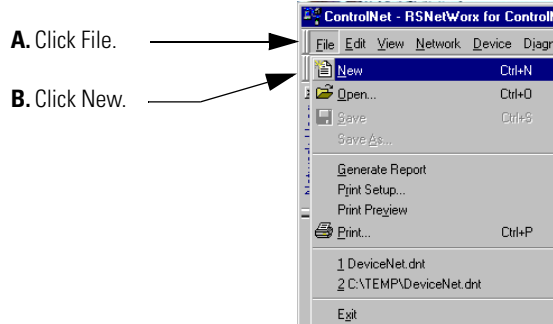 ControlNet - RSNetWorx for Control
A. Click File.
File Edit View Network Device Diagn
B. Click New.
New Ctrl+N
Open... Ctrl+O
Save Ctrl+S
Save As...
Generate Report
Print Setup...
Print Preview
Print... Ctrl+P
1 DeviceNet.dnt
2 C:\TEMP\DeviceNet.dnt
Exit